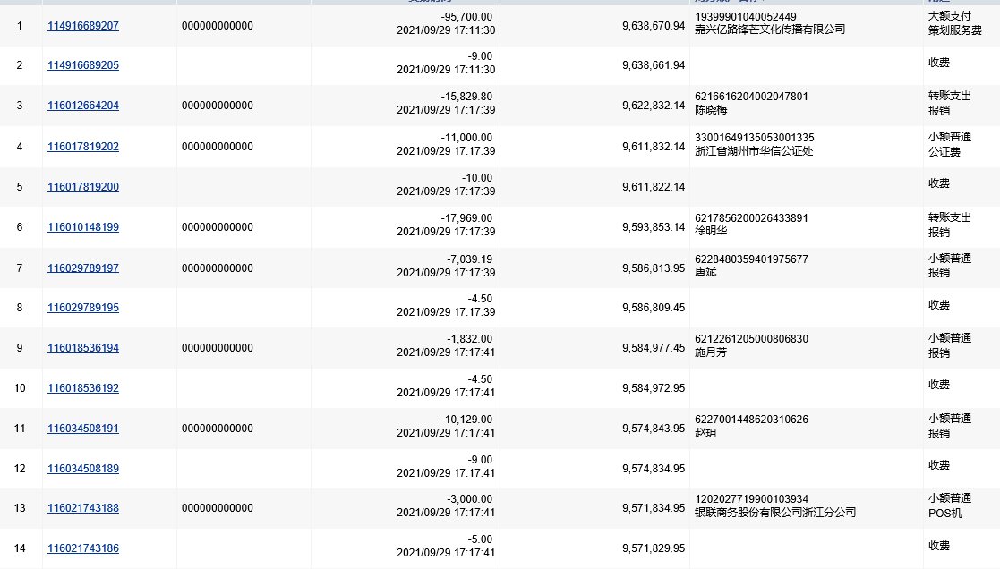 1 114916689207 000000000000 -95,700.00 9,638,670.94 19399901040052449 大额支付
2021/09/29 17:11:30 嘉兴亿路锋芒文化传播有限公司 策划服务费
2 114916689205 -9.00 9,638,661.94 收费
2021/09/29 17:11:30
3 116012664204 000000000000 -15,829.80 9,622,832.14 6216616204002047801 转账支出
2021/09/29 17:17:39 陈晓梅 报销
4 116017819202 000000000000 -11,000.00 9,611,832.14 33001649135053001335 小额普通
2021/09/29 17:17:39 浙江省湖州市华信公证处 公证费
5 116017819200 -10.00 9,611,822.14 收费
2021/09/29 17:17:39
6 116010148199 000000000000 -17,969.00 9,593,853.14 6217856200026433891 转账支出
2021/09/29 17:17:39 徐明华 报销
7 116029789197 000000000000 -7,039.19 9,586,813.95 6228480359401975677 小额普通
2021/09/29 17:17:39 唐斌 报销
8 116029789195 -4.50 9,586,809.45 收费
2021/09/29 17:17:39
9 116018536194 000000000000 -1,832.00 9,584,977.45 6212261205000806830 小额普通
2021/09/29 17:17:41 施月芳 报销
10 116018536192 -4.50 9,584,972.95 收费
2021/09/29 17:17:41
11 116034508191 000000000000 -10,129.00 9,574,843.95 6227001448620310626 小额普通
2021/09/29 17:17:41 赵玥 报销
12 116034508189 -9.00 9,574,834.95 收费
2021/09/29 17:17:41
13 116021743188 000000000000 -3,000.00 9,571,834.95 1202027719900103934 小额普通
2021/09/29 17:17:41 银联商务股份有限公司浙江分公司 POS机
14 116021743186 -5.00 9,571,829.95 收费
2021/09/29 17:17:41